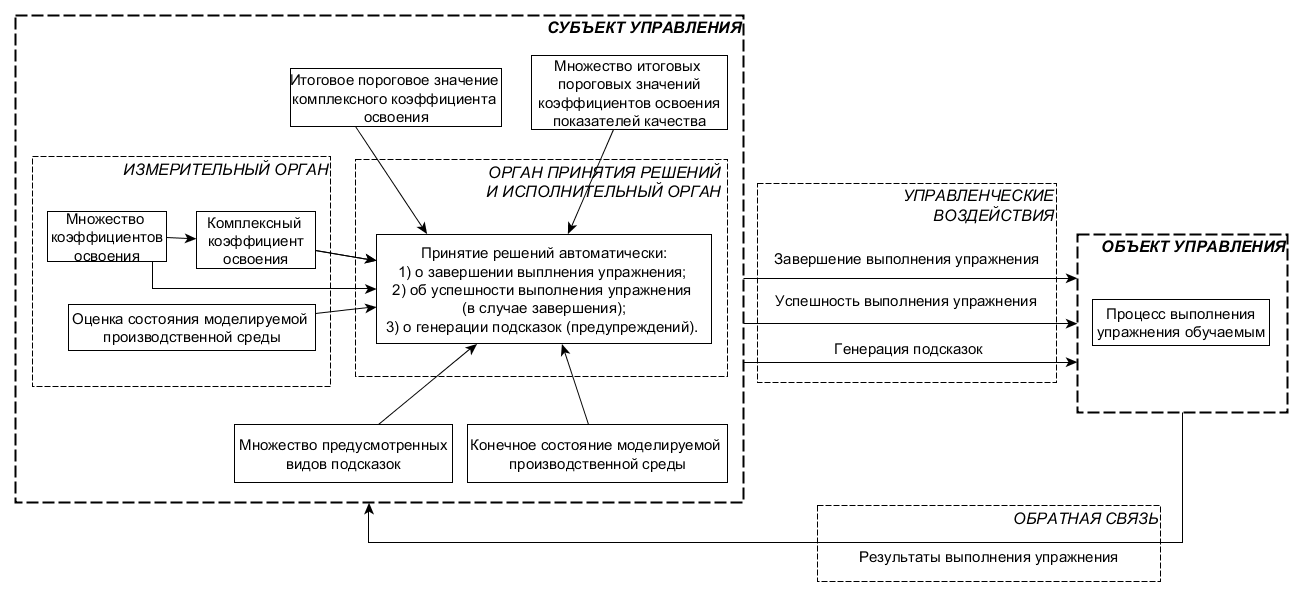 СУБЪЕКТ УПРАВЛЕНИЯ
Итоговое пороговое значение
комплексного коэффициента
освоения
Множество итоговых
пороговых значений
коэффициентов освоения
показателей качества
ИЗМЕРИТЕЛЬНЫЙ ОРГАН
Множество
коэффициентов
освоения
Комплексный
коэффициент
освоения
Оценка состояния моделируемой
производственной среды
ОРГАН ПРИНЯТИЯ РЕШЕНИЙ
И ИСПОЛНИТЕЛЬНЫЙ ОРГАН
Принятие решений автоматически:
1) о завершении выплнения упражнения;
2) об успешности выполнения упражнения
(в случае завершения);
3) о генерации подсказок (предупреждений).
Множество предусмотренных
видов подсказок
Конечное состояние моделируемой
производственной среды
УПРАВЛЕНЧЕСКИЕ
ВОЗДЕЙСТВИЯ
Завершение выполнения упражнения
Успешность выполнения упражнения
Генерация подсказок
ОБЪЕКТ УПРАВЛЕНИЯ
Процесс выполнения
упражнения обучаемым
ОБРАТНАЯ СВЯЗЬ
Результаты выполнения упражнения